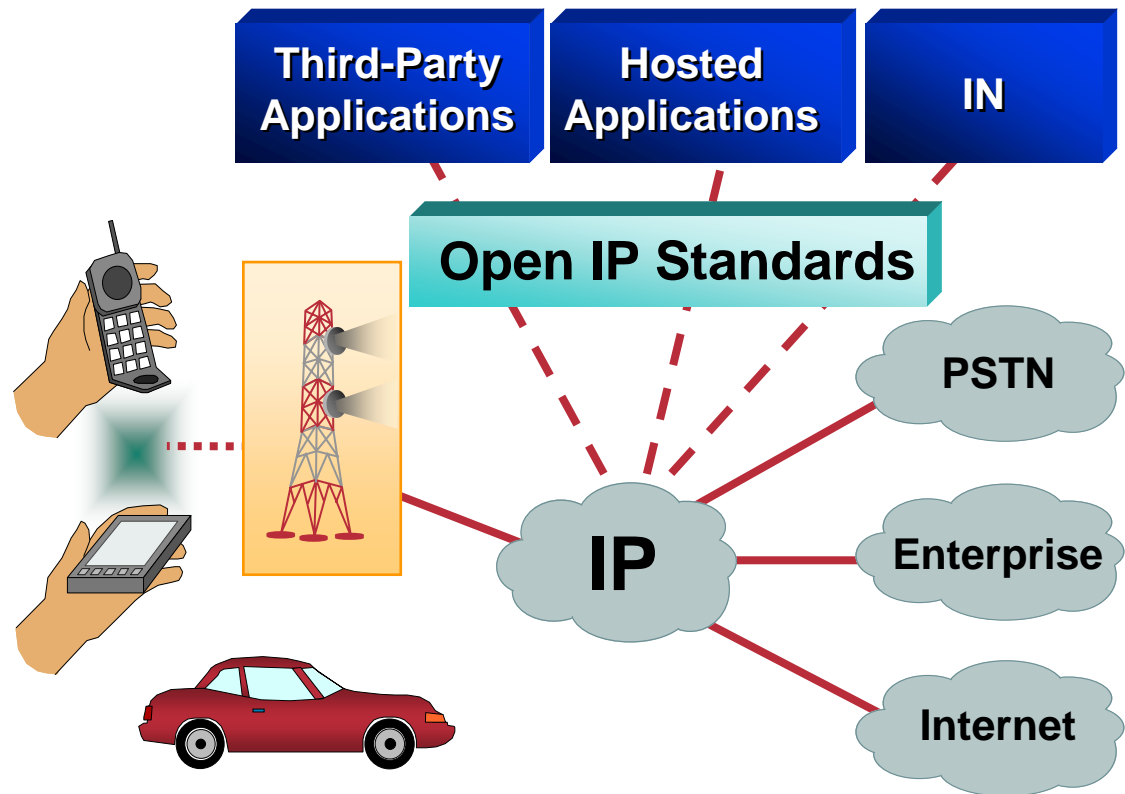 Third-Party
Applications
Hosted
Applications
IN
Open IP Standards
PSTN
IP
Enterprise
Internet